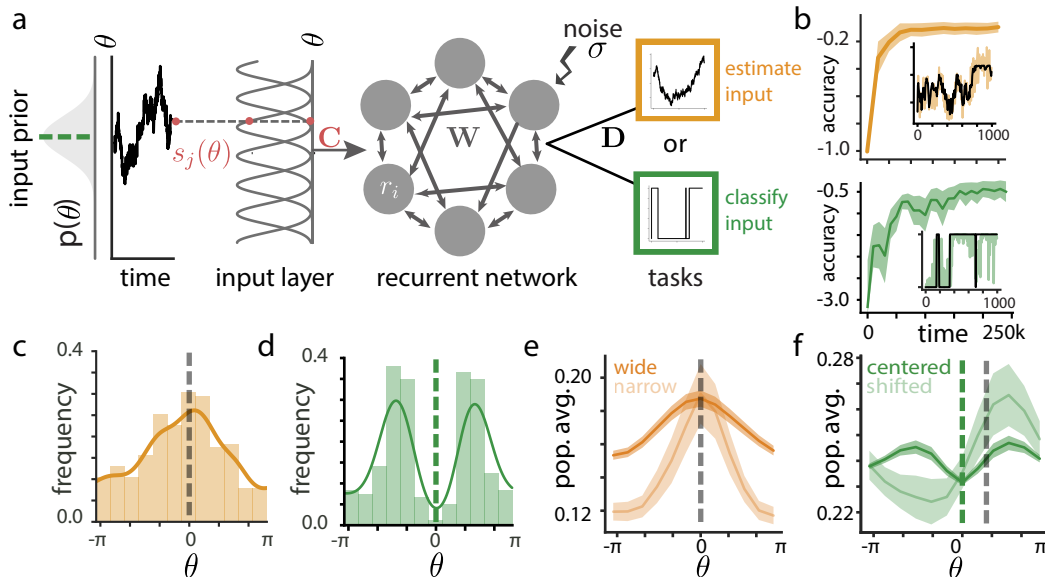 a
input prior
p(θ)
θ
time
s_j(θ)
θ
input layer
C
W
r_i
recurrent network
noise
σ
D
estimate
input
or
classify
input
tasks
b
accuracy
-0.2
-1.0
0
1000
accuracy
-0.5
-3.0
0
1000
0
time
250k
c
frequency
0.4
0.0
-π
0
π
θ
d
frequency
0.4
0.0
-π
0
π
θ
e
wide
narrow
pop. avg.
0.20
0.12
-π
0
π
θ
f
centered
shifted
pop. avg.
0.28
0.22
-π
0
π
θ